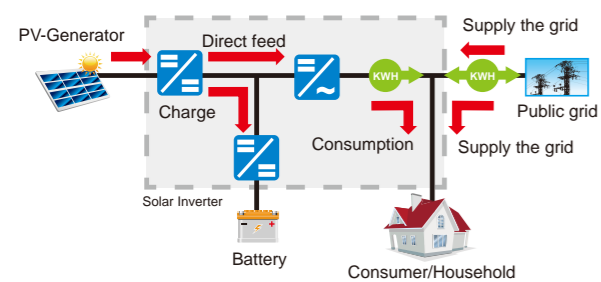 Supply the grid
PV-Generator
Direct feed
KWH
KWH
Charge
Public grid
Consumption
Supply the grid
Solar Inverter
Battery
Consumer/Household